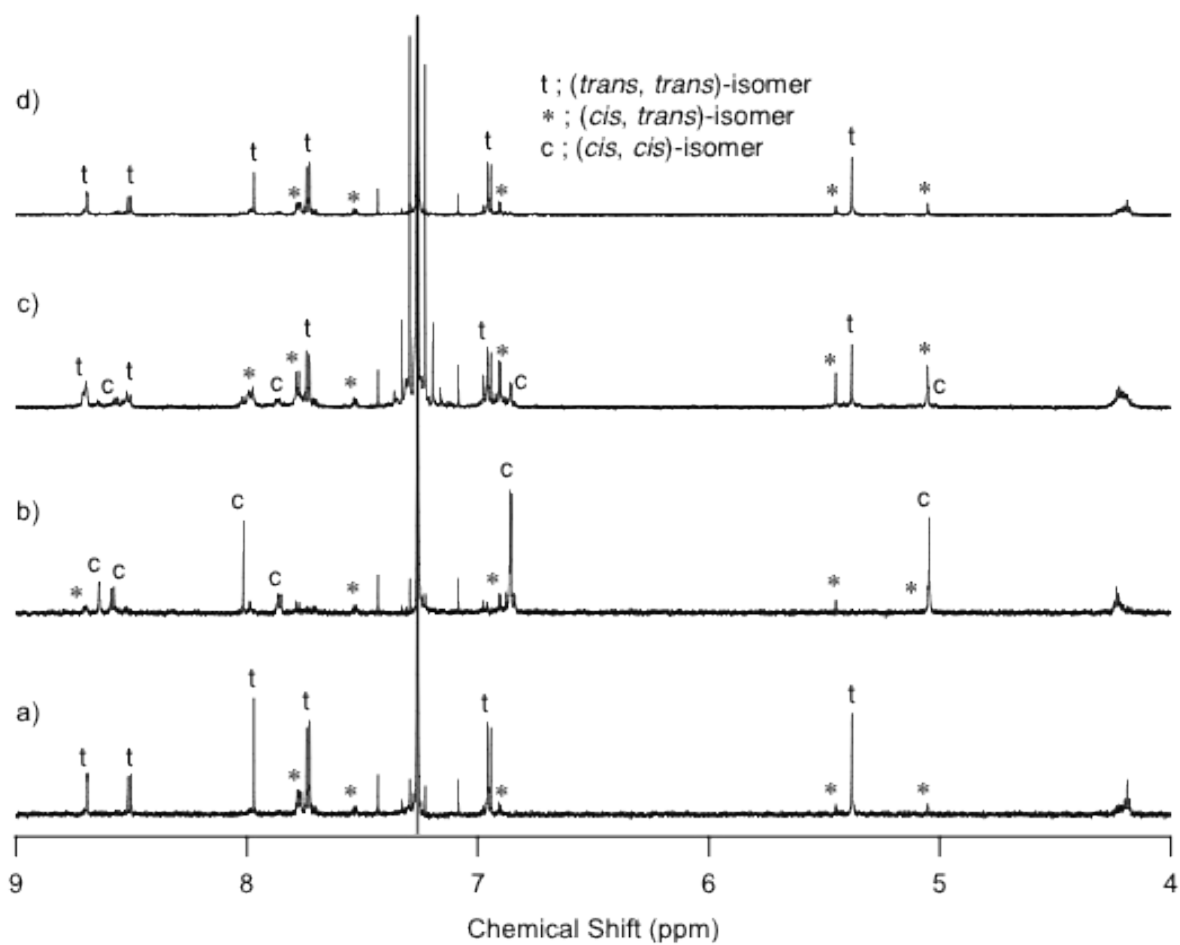 d)
t ; (trans, trans)-isomer
* ; (cis, trans)-isomer
c ; (cis, cis)-isomer
t t t * t * t * * t *
c)
t c t * c * t * t * c * t * c
b)
* c c c c * * c * * c
a)
t t t * t * t * * t *
9 8 7 6 5 4
Chemical Shift (ppm)